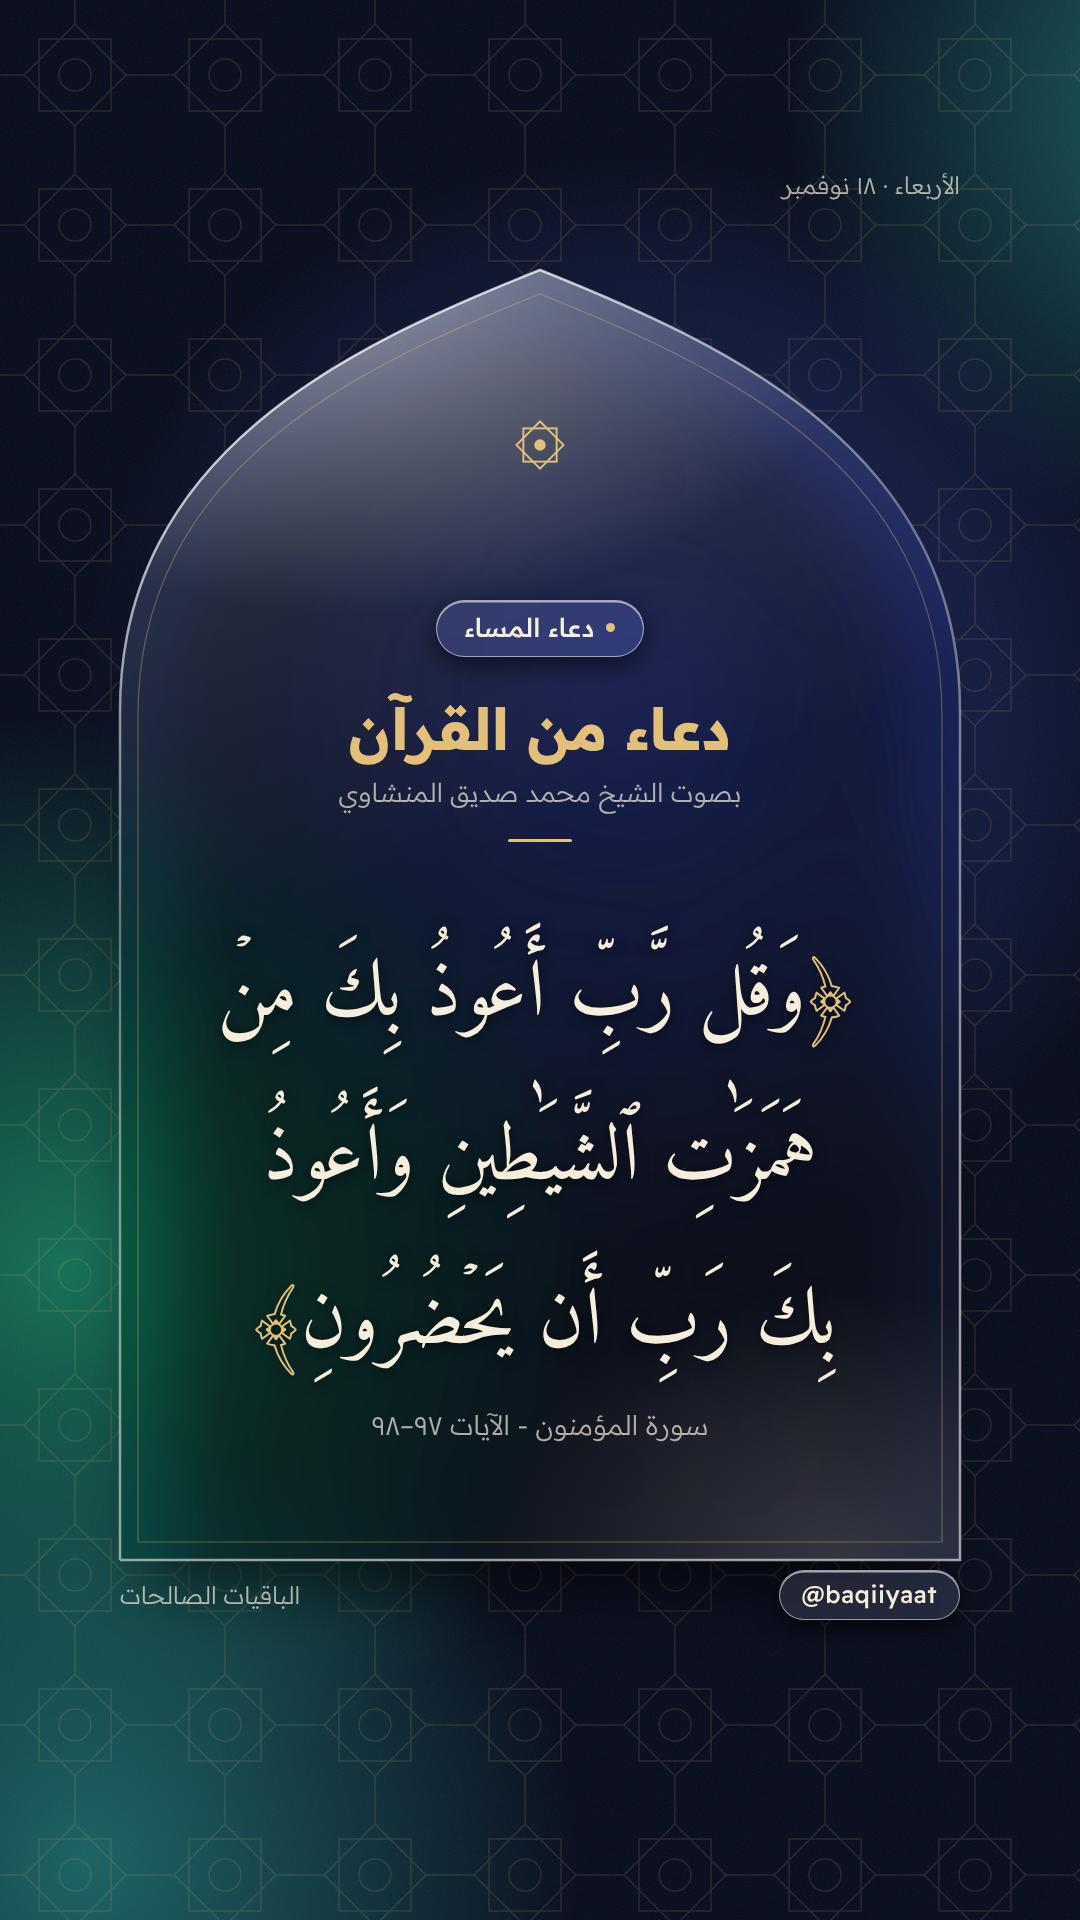 الأربعاء · ١٨ نوفمبر
دعاء المساء
دعاء من القرآن
بصوت الشيخ محمد صديق المنشاوي
﴿وَقُل رَّبِّ أَعُوذُ بِكَ مِنۡ
هَمَزَٰتِ ٱلشَّيَٰطِينِ وَأَعُوذُ
بِكَ رَبِّ أَن يَحۡضُرُونِ﴾
سورة المؤمنون - الآيات ٩٧–٩٨
@baqiiyaat
الباقيات الصالحات